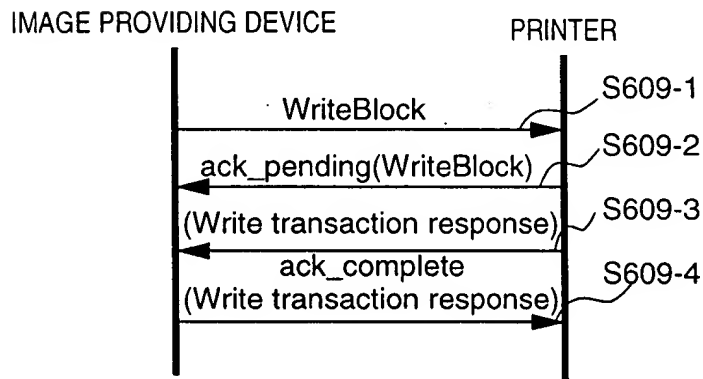 IMAGE PROVIDING DEVICE
PRINTER
WriteBlock
S609-1
ack_pending(WriteBlock)
S609-2
(Write transaction response)
S609-3
ack_complete
(Write transaction response)
S609-4